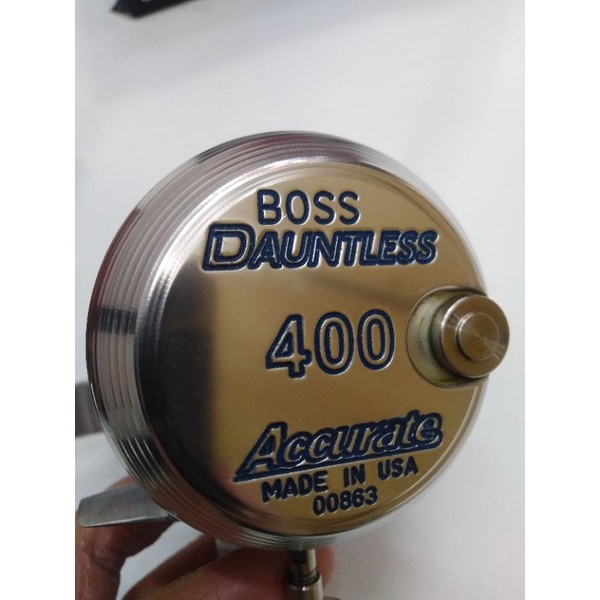 BOSS
DAUNTLESS
400
Accurate
MADE IN USA
00863